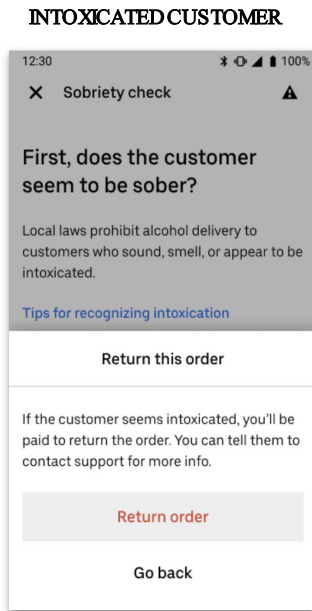 INTOXICATED CUSTOMER
12:30
100%
Sobriety check
First, does the customer
seem to be sober?
Local laws prohibit alcohol delivery to
customers who sound, smell, or appear to be
intoxicated.
Tips for recognizing intoxication
Return this order
If the customer seems intoxicated, you'll be
paid to return the order. You can tell them to
contact support for more info.
Return order
Go back